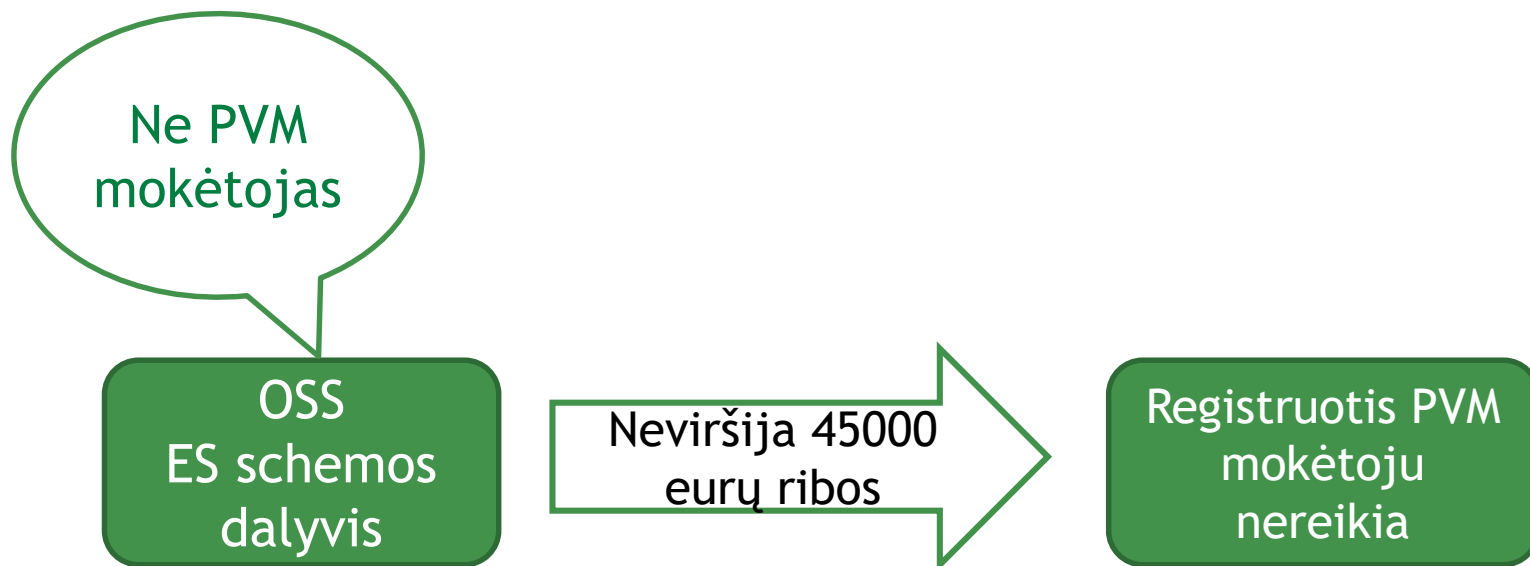 Ne PVM
mokėtojas
OSS
ES schemos
dalyvis
Neviršija 45000
eurų ribos
Registruotis PVM
mokėtoju
nereikia